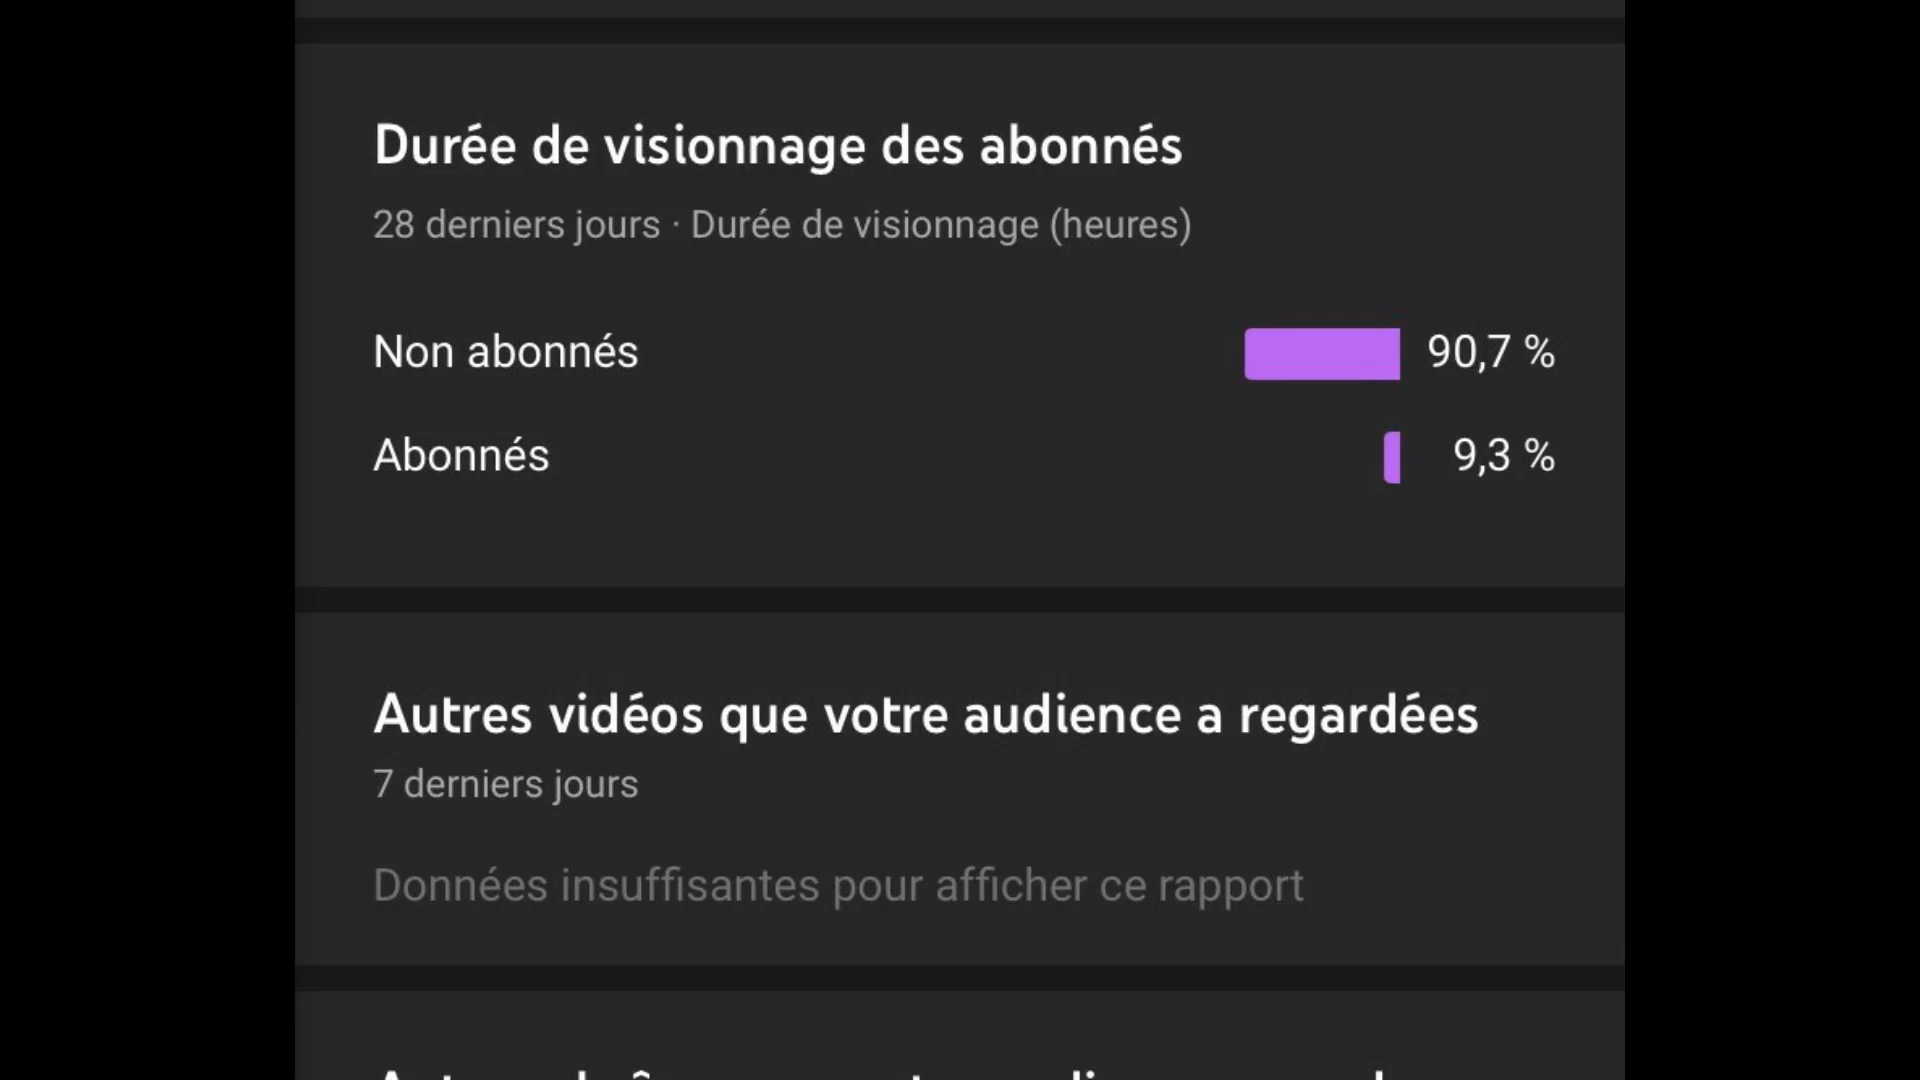 Durée de visionnage des abonnés
28 derniers jours · Durée de visionnage (heures)
Non abonnés 90,7 %
Abonnés 9,3 %
Autres vidéos que votre audience a regardées
7 derniers jours
Données insuffisantes pour afficher ce rapport